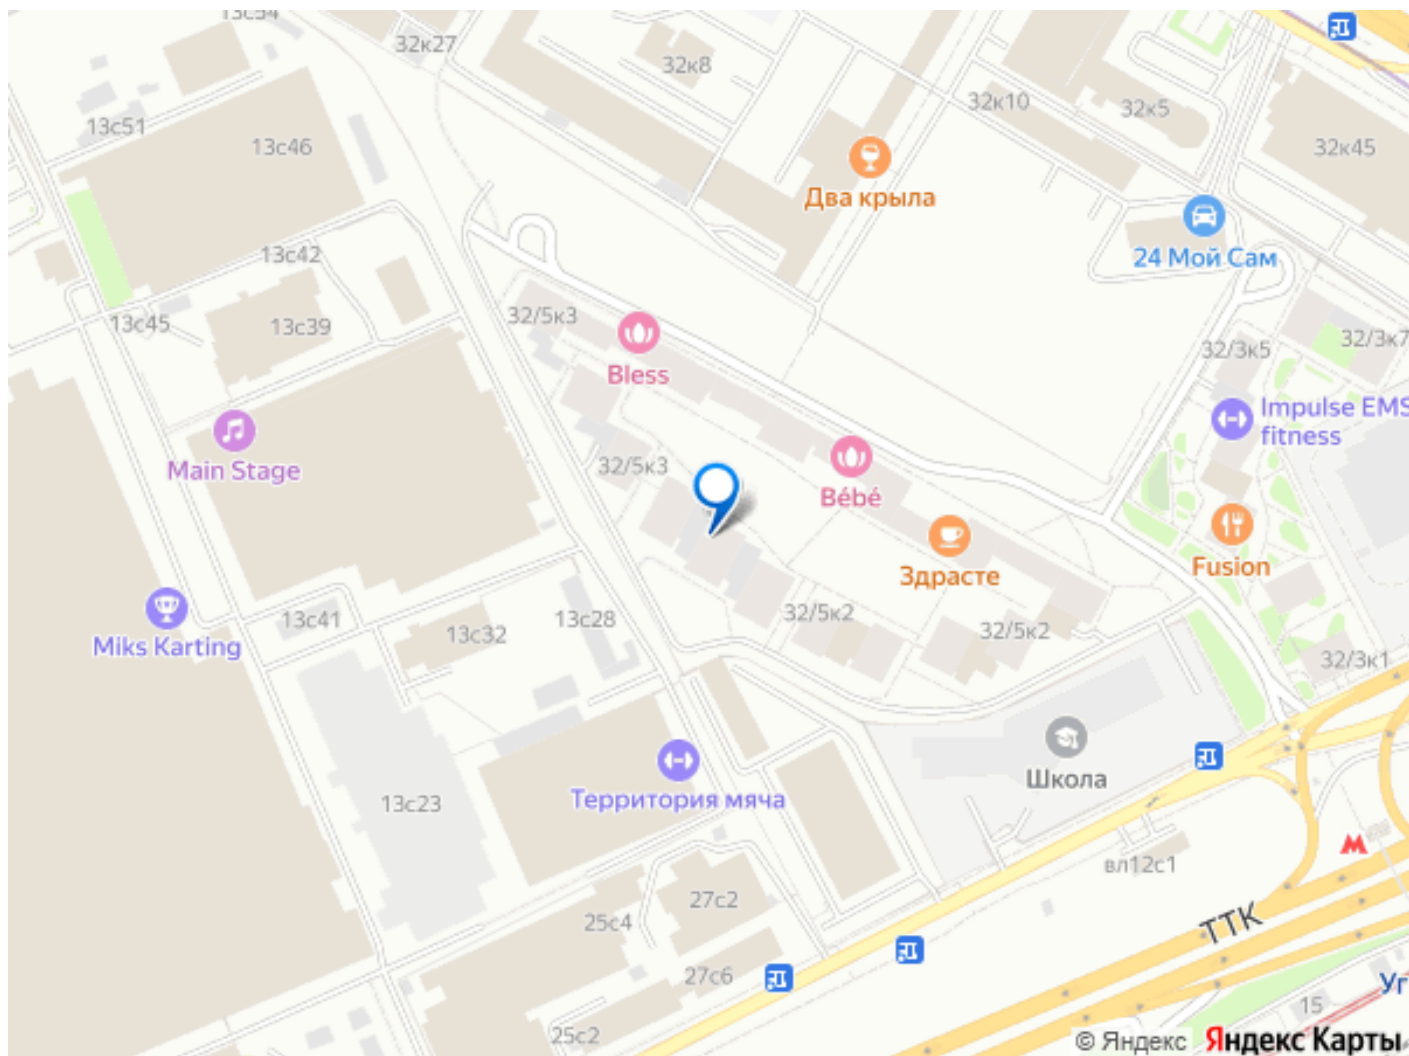 13с54
32к27
32к8
32к10
32к5
13с51
13с46
32к45
Два крыла
24 Мой Сам
13с42
13с45
13с39
32/5к3
Bless
32/3к5
32/3к7
Impulse EMS
fitness
Main Stage
32/5к3
Bébé
Здрасте
Fusion
13с41
13с32
13с28
32/5к2
32/5к2
Miks Karting
32/3к1
Школа
Территория мяча
13с23
вл12с1
27с2
25с4
ТТК
27с6
Уг
15
25с2
© Яндекс Яндекс Карты